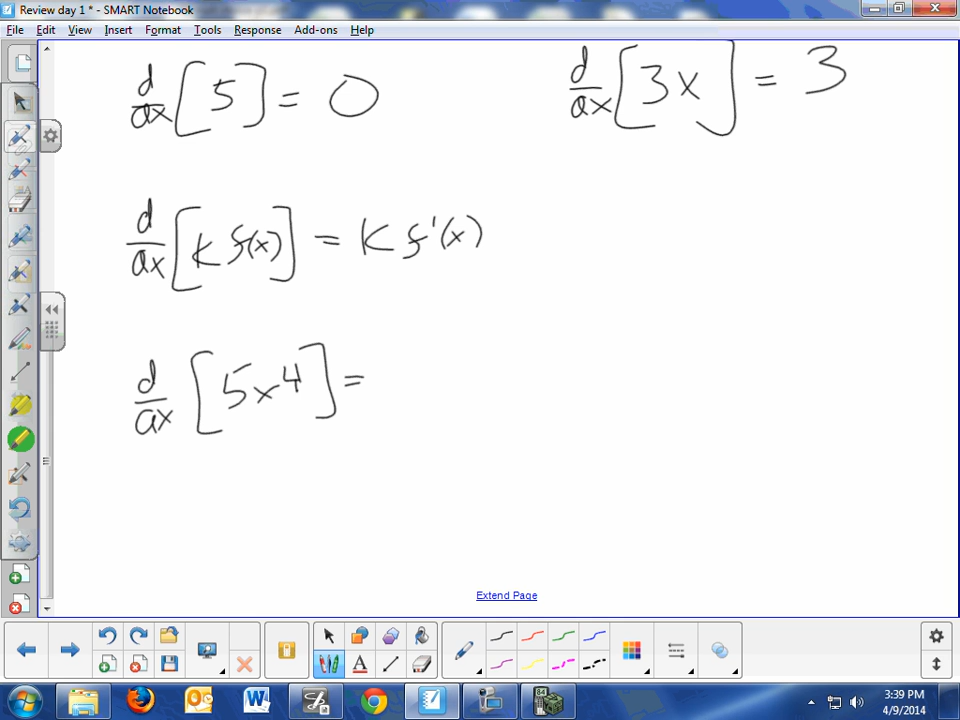 Review day 1 * - SMART Notebook
File Edit View Insert Format Tools Response Add-ons Help
d/dx [5] = 0
d/dx [3x] = 3
d/dx [k f(x)] = k f'(x)
d/dx [5x⁴] =
Extend Page
A
W
3:39 PM
4/9/2014